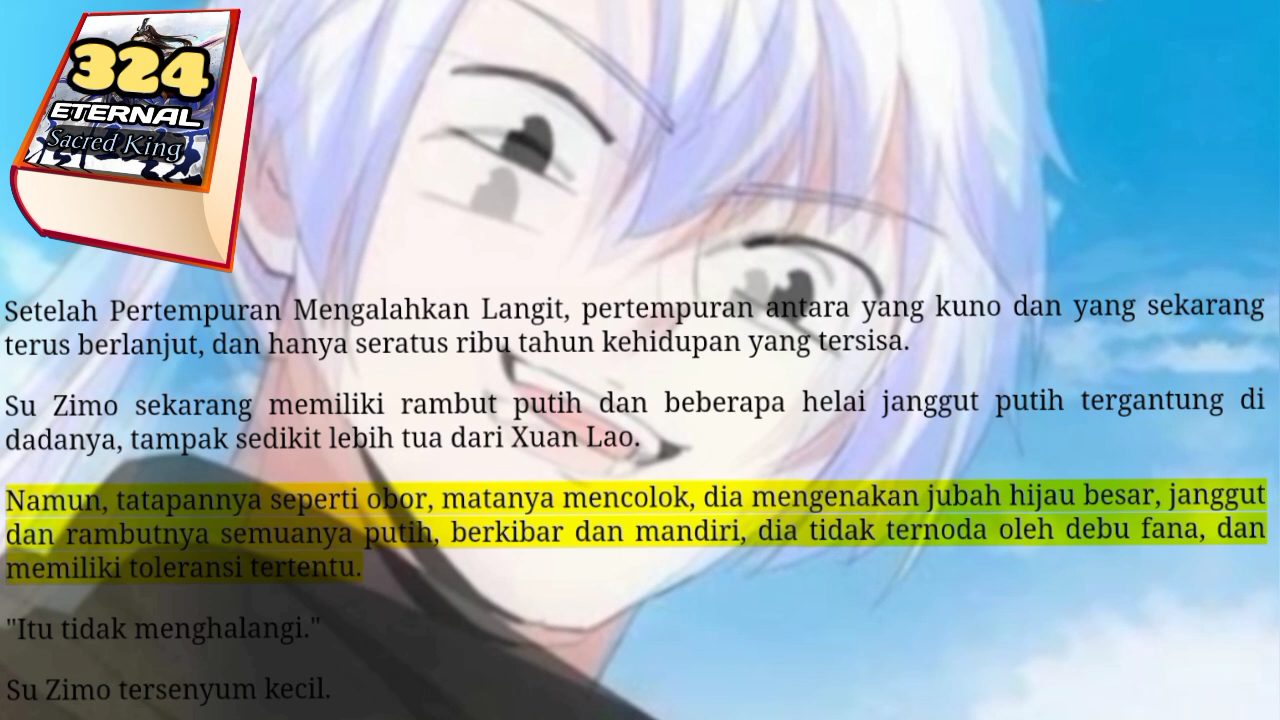 324
ETERNAL
Sacred King
Setelah Pertempuran Mengalahkan Langit, pertempuran antara yang kuno dan yang sekarang
terus berlanjut, dan hanya seratus ribu tahun kehidupan yang tersisa.
Su Zimo sekarang memiliki rambut putih dan beberapa helai janggut putih tergantung di
dadanya, tampak sedikit lebih tua dari Xuan Lao.
Namun, tatapannya seperti obor, matanya mencolok, dia mengenakan jubah hijau besar, janggut
dan rambutnya semuanya putih, berkibar dan mandiri, dia tidak ternoda oleh debu fana, dan
memiliki toleransi tertentu.
"Itu tidak menghalangi."
Su Zimo tersenyum kecil.